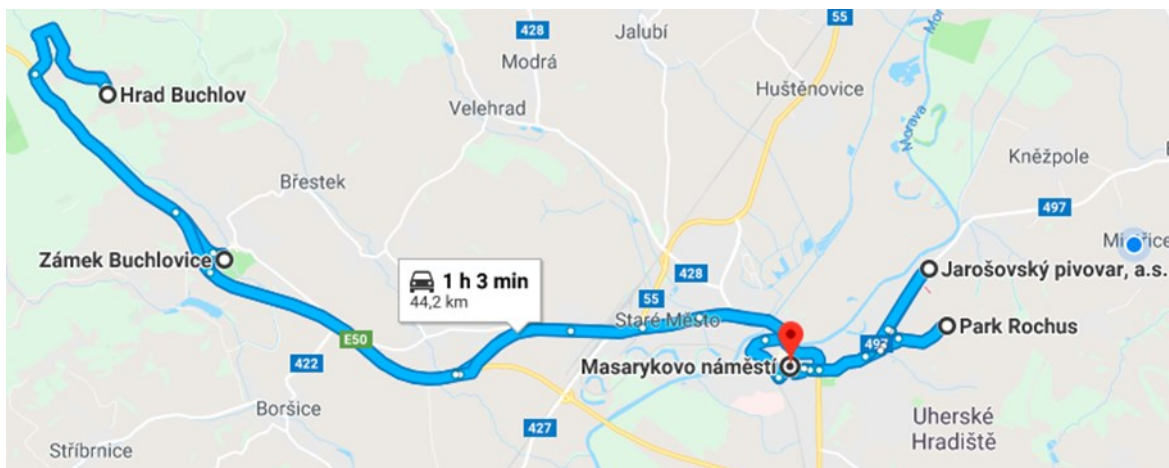 55
428
Jalubí
Modrá
Huštěnovice
Hrad Buchlov
Velehrad
Morava
Kněžpole
Břestek
497
Zámek Buchlovice
1 h 3 min
44,2 km
428
Jarošovský pivovar, a.s.
55
Staré Město
Park Rochus
E50
497
422
Masarykovo náměstí
Boršice
427
Uherské
Hradiště
Stříbrnice